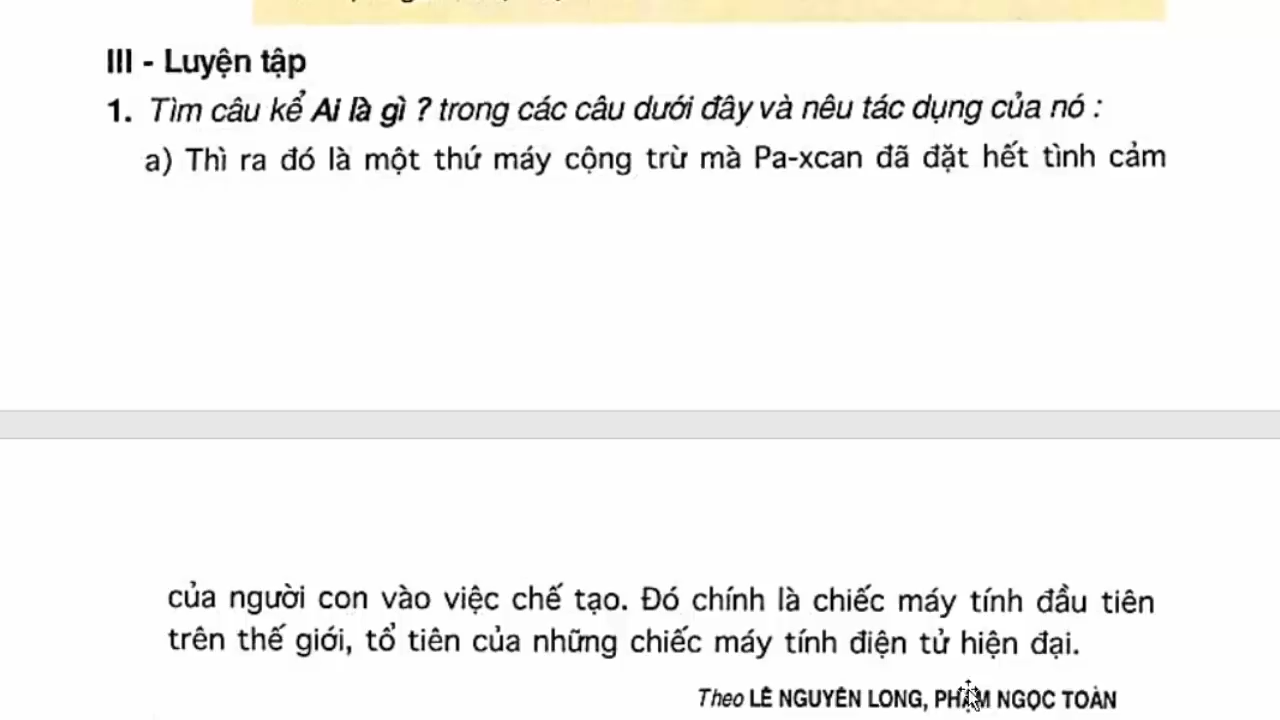 III - Luyện tập
1. Tìm câu kể Ai là gì ? trong các câu dưới đây và nêu tác dụng của nó :
a) Thì ra đó là một thứ máy cộng trừ mà Pa-xcan đã đặt hết tình cảm
của người con vào việc chế tạo. Đó chính là chiếc máy tính đầu tiên
trên thế giới, tổ tiên của những chiếc máy tính điện tử hiện đại.
Theo LÊ NGUYÊN LONG, PHẠM NGỌC TOÀN